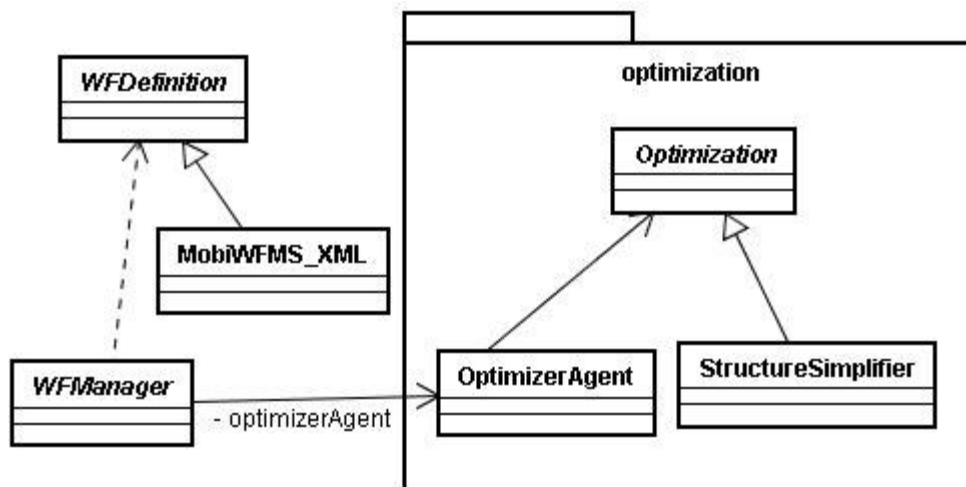 WFDefinition
optimization
Optimization
MobiWFMS_XML
WFManager
- optimizerAgent
OptimizerAgent
StructureSimplifier